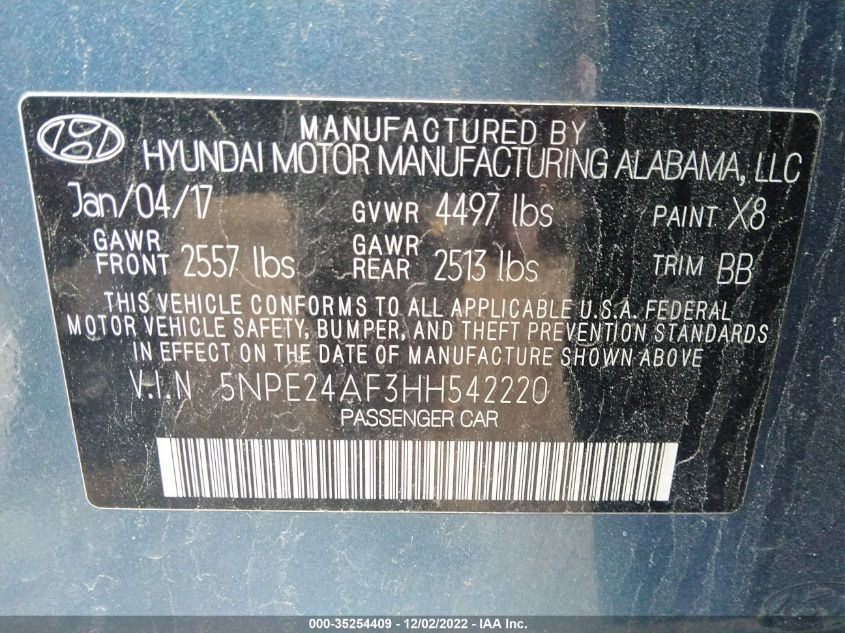 MANUFACTURED BY
HYUNDAI MOTOR MANUFACTURING ALABAMA, LLC
Jan/04/17 GVWR 4497 lbs PAINT X8
GAWR FRONT 2557 lbs GAWR REAR 2513 lbs TRIM BB
THIS VEHICLE CONFORMS TO ALL APPLICABLE U.S.A. FEDERAL
MOTOR VEHICLE SAFETY, BUMPER, AND THEFT PREVENTION STANDARDS
IN EFFECT ON THE DATE OF MANUFACTURE SHOWN ABOVE
V.I.N 5NPE24AF3HH542220
PASSENGER CAR
000-35254409 - 12/02/2022 - IAA Inc.